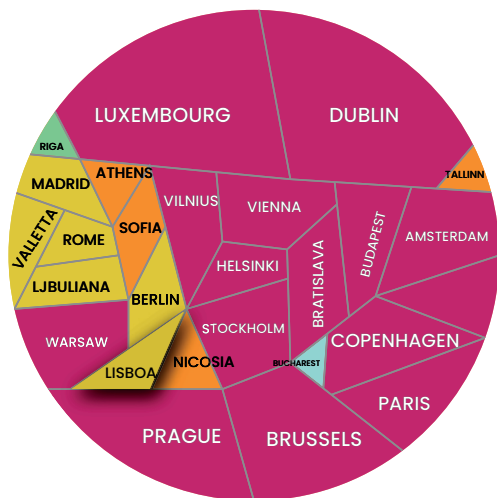 LUXEMBOURG
DUBLIN
RIGA
ATHENS
TALLINN
MADRID
VILNIUS
VIENNA
VALLETTA
ROME
SOFIA
BUDAPEST
AMSTERDAM
HELSINKI
BRATISLAVA
LJBULIANA
BERLIN
STOCKHOLM
WARSAW
COPENHAGEN
LISBOA
NICOSIA
BUCHAREST
PARIS
PRAGUE
BRUSSELS